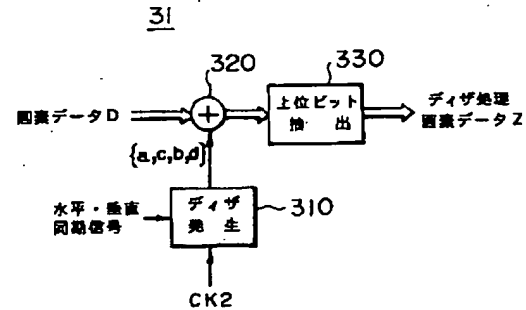 31
320
330
画素データD
+
上位ビット
抽 出
ディザ処理
画素データZ
{a,c,b,d}
水平・垂直
同期信号
ディザ
発 生
310
CK2